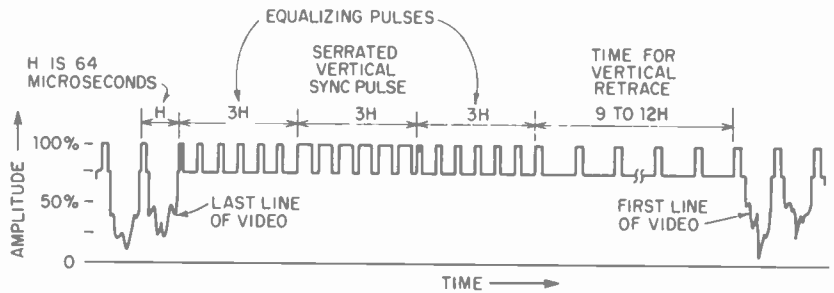 EQUALIZING PULSES
H IS 64
MICROSECONDS
SERRATED
VERTICAL
SYNC PULSE
TIME FOR
VERTICAL
RETRACE
H
3H
3H
3H
9 TO 12H
100%
50%
0
AMPLITUDE
LAST LINE
OF VIDEO
FIRST LINE
OF VIDEO
TIME